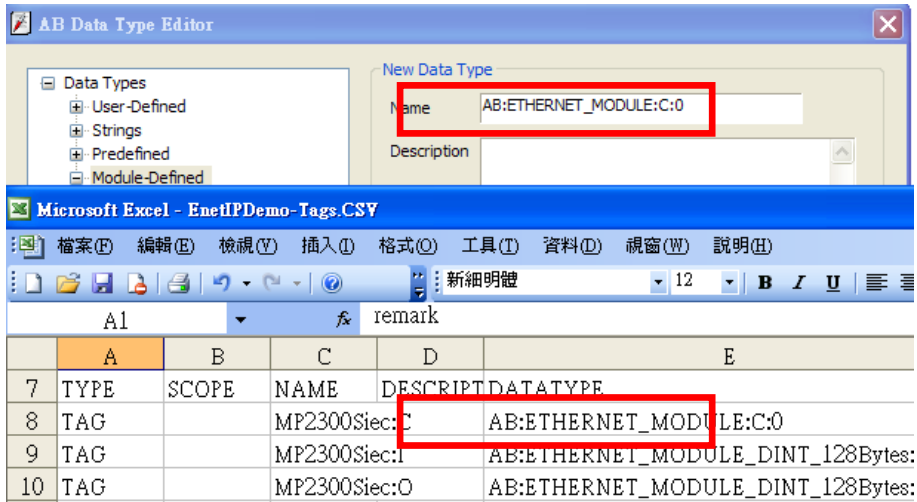 AB Data Type Editor
Data Types
User-Defined
Strings
Predefined
Module-Defined
New Data Type
Name AB:ETHERNET_MODULE:C:0
Description
Microsoft Excel - EnetIPDemo-Tags.CSV
檔案(F) 編輯(E) 檢視(V) 插入(I) 格式(O) 工具(T) 資料(D) 視窗(W) 說明(H)
新細明體 12 B I U
A1 fx remark
A B C D E
7 TYPE SCOPE NAME DESCRIPT DATATYPE
8 TAG MP2300Siec:C AB:ETHERNET_MODULE:C:0
9 TAG MP2300Siec:I AB:ETHERNET_MODULE_DINT_128Bytes:
10 TAG MP2300Siec:O AB:ETHERNET_MODULE_DINT_128Bytes: